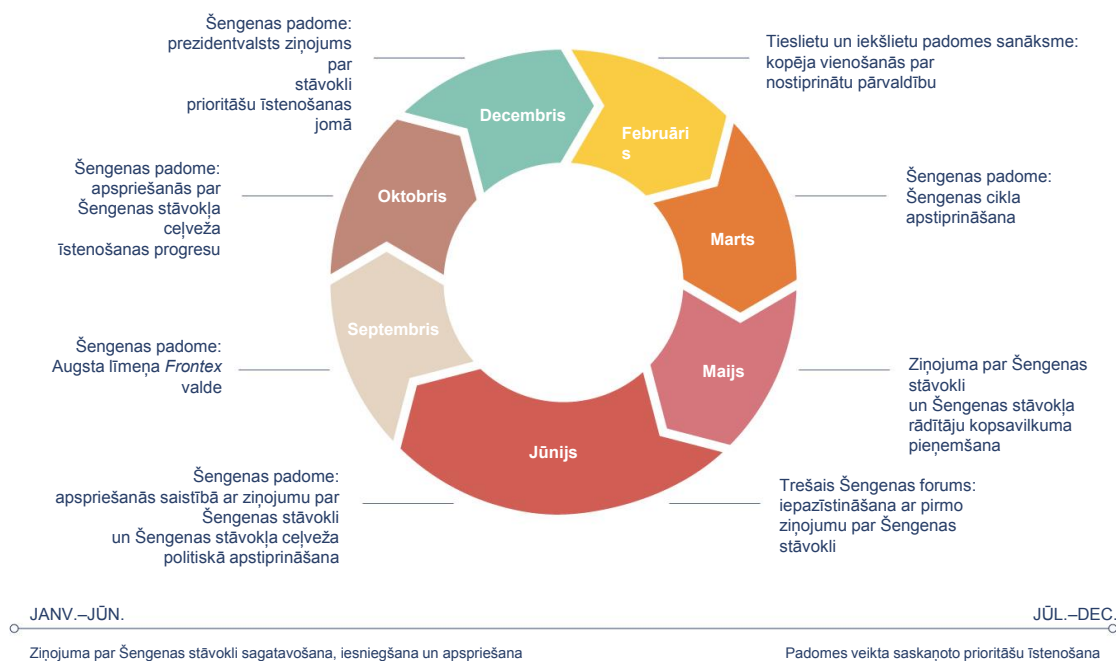 Šengenas padome:
prezidentvalsts ziņojums
par
stāvokli
prioritāšu īstenošanas
jomā
Tieslietu un iekšlietu padomes sanāksme:
kopēja vienošanās par
nostiprinātu pārvaldību
Decembris
Februāri
s
Šengenas padome:
apspriešanās par
Šengenas stāvokļa
ceļveža
īstenošanas progresu
Oktobris
Marts
Šengenas padome:
Šengenas cikla
apstiprināšana
Šengenas padome:
Augsta līmeņa Frontex
valde
Septembris
Maijs
Ziņojuma par Šengenas
stāvokli
un Šengenas stāvokļa
rādītāju kopsavilkuma
pieņemšana
Jūnijs
Šengenas padome:
apspriešanās saistībā ar ziņojumu par
Šengenas stāvokli
un Šengenas stāvokļa ceļveža
politiskā apstiprināšana
Trešais Šengenas forums:
iepazīstināšana ar pirmo
ziņojumu par Šengenas
stāvokli
JANV.–JŪN.
JŪL.–DEC.
Ziņojuma par Šengenas stāvokli sagatavošana, iesniegšana un apspriešana
Padomes veikta saskaņoto prioritāšu īstenošana